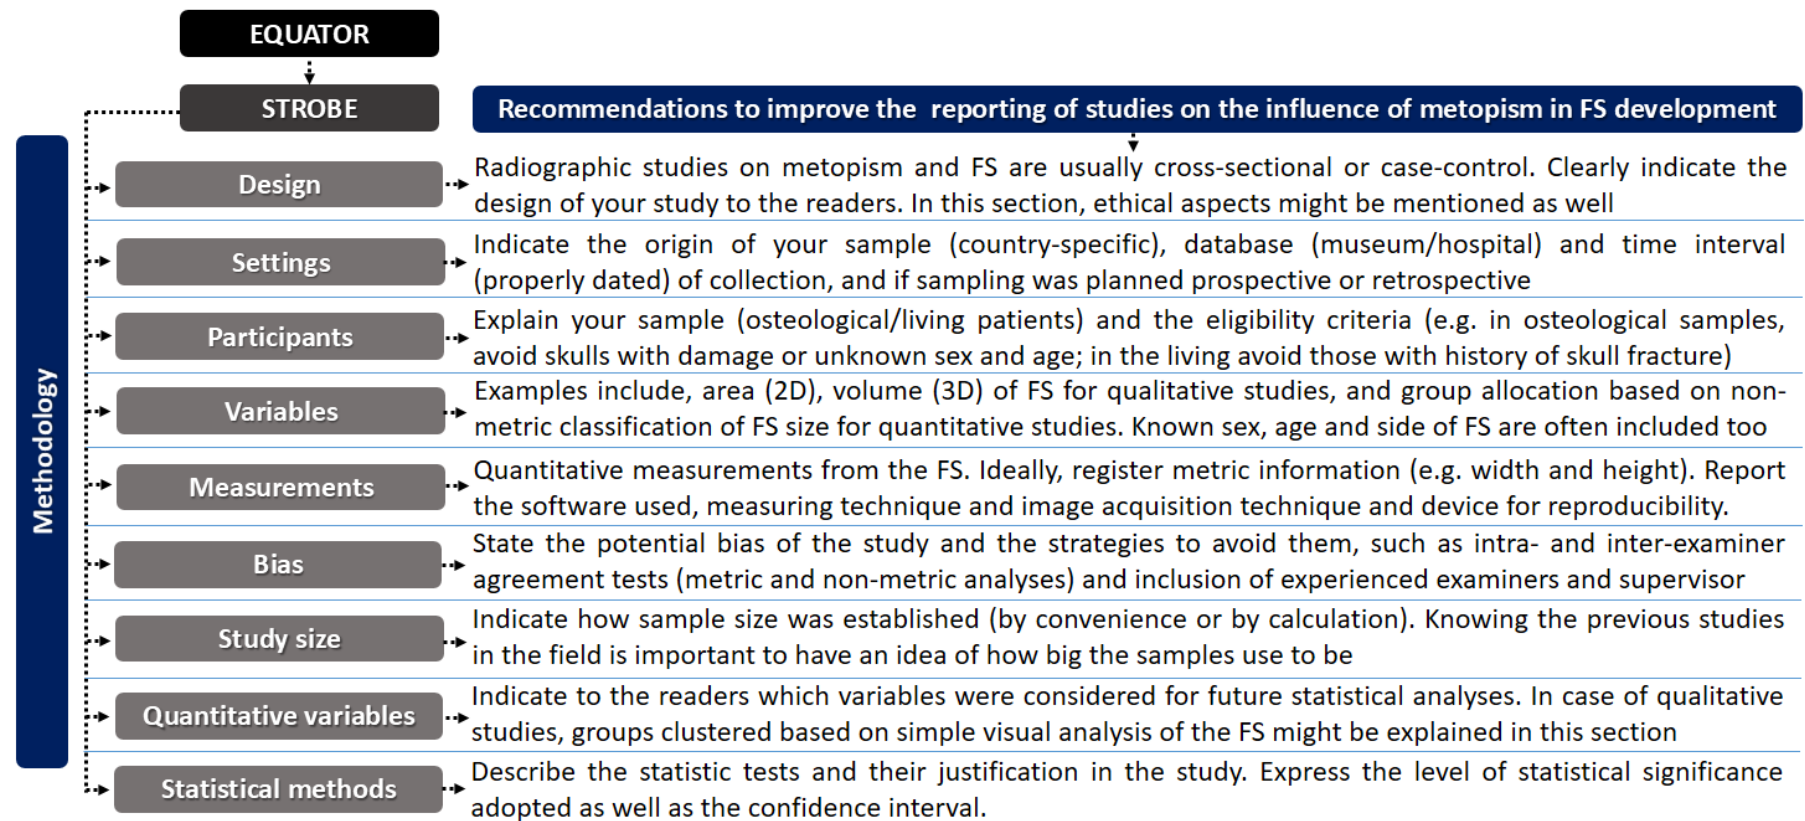 EQUATOR
STROBE
Recommendations to improve the reporting of studies on the influence of metopism in FS development
Methodology
Design
Radiographic studies on metopism and FS are usually cross-sectional or case-control. Clearly indicate the
design of your study to the readers. In this section, ethical aspects might be mentioned as well
Settings
Indicate the origin of your sample (country-specific), database (museum/hospital) and time interval
(properly dated) of collection, and if sampling was planned prospective or retrospective
Participants
Explain your sample (osteological/living patients) and the eligibility criteria (e.g. in osteological samples,
avoid skulls with damage or unknown sex and age; in the living avoid those with history of skull fracture)
Variables
Examples include, area (2D), volume (3D) of FS for qualitative studies, and group allocation based on non-
metric classification of FS size for quantitative studies. Known sex, age and side of FS are often included too
Measurements
Quantitative measurements from the FS. Ideally, register metric information (e.g. width and height). Report
the software used, measuring technique and image acquisition technique and device for reproducibility.
Bias
State the potential bias of the study and the strategies to avoid them, such as intra- and inter-examiner
agreement tests (metric and non-metric analyses) and inclusion of experienced examiners and supervisor
Study size
Indicate how sample size was established (by convenience or by calculation). Knowing the previous studies
in the field is important to have an idea of how big the samples use to be
Quantitative variables
Indicate to the readers which variables were considered for future statistical analyses. In case of qualitative
studies, groups clustered based on simple visual analysis of the FS might be explained in this section
Statistical methods
Describe the statistic tests and their justification in the study. Express the level of statistical significance
adopted as well as the confidence interval.